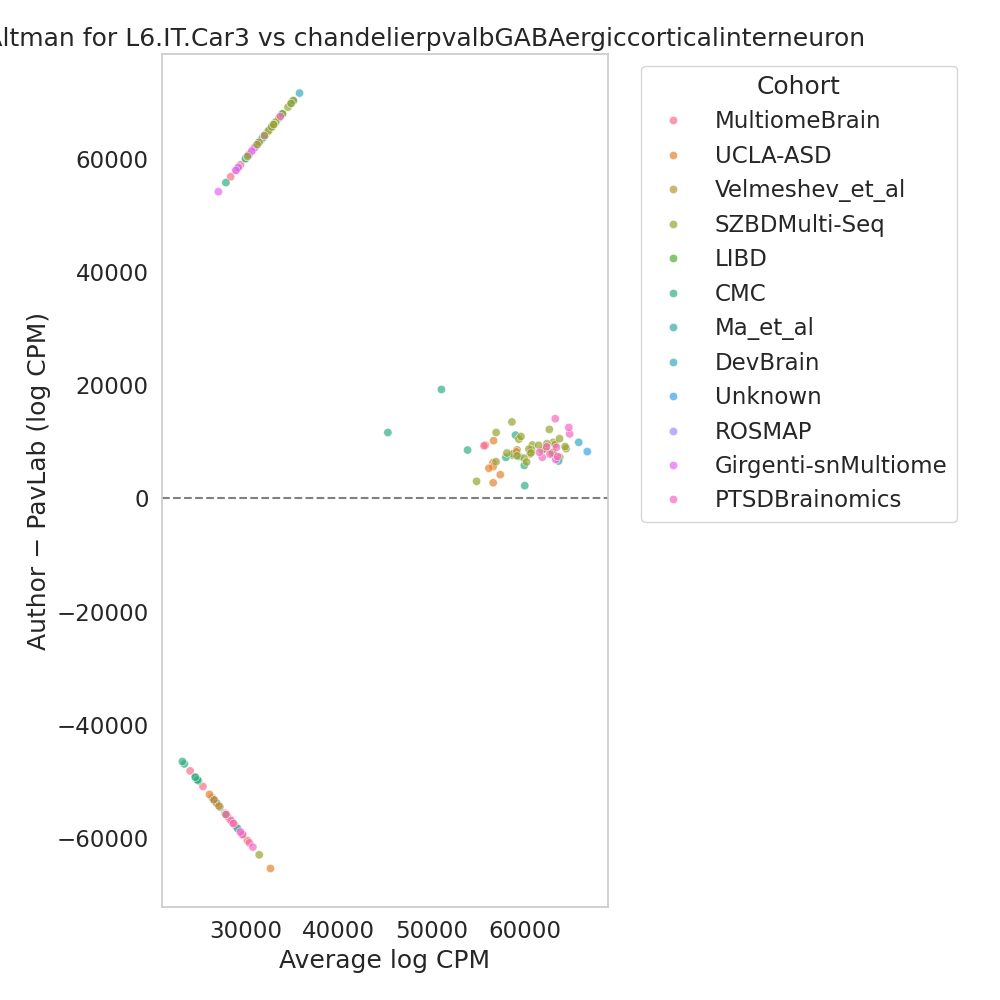 for L6.IT.Car3 vs chandelierpvalbGABAergiccorticalinterneuron
Author − PavLab (log CPM)
60000
40000
20000
0
−20000
−40000
−60000
30000 40000 50000 60000
Average log CPM
Cohort
MultiomeBrain
UCLA-ASD
Velmeshev_et_al
SZBDMulti-Seq
LIBD
CMC
Ma_et_al
DevBrain
Unknown
ROSMAP
Girgenti-snMultiome
PTSDBrainomics